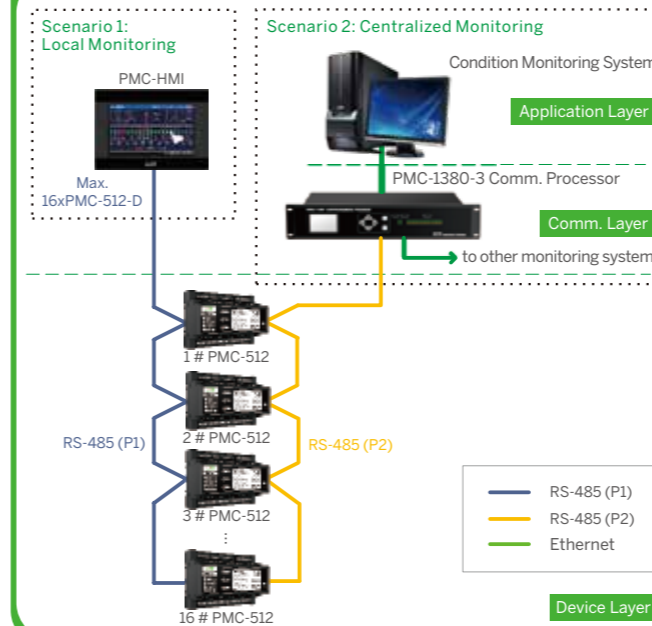 Scenario 1:
Local Monitoring
PMC-HMI
Max.
16xPMC-512-D
Scenario 2: Centralized Monitoring
Condition Monitoring System
Application Layer
PMC-1380-3 Comm. Processor
Comm. Layer
to other monitoring system
1 # PMC-512
2 # PMC-512
RS-485 (P1)
RS-485 (P2)
3 # PMC-512
⋮
16 # PMC-512
RS-485 (P1)
RS-485 (P2)
Ethernet
Device Layer